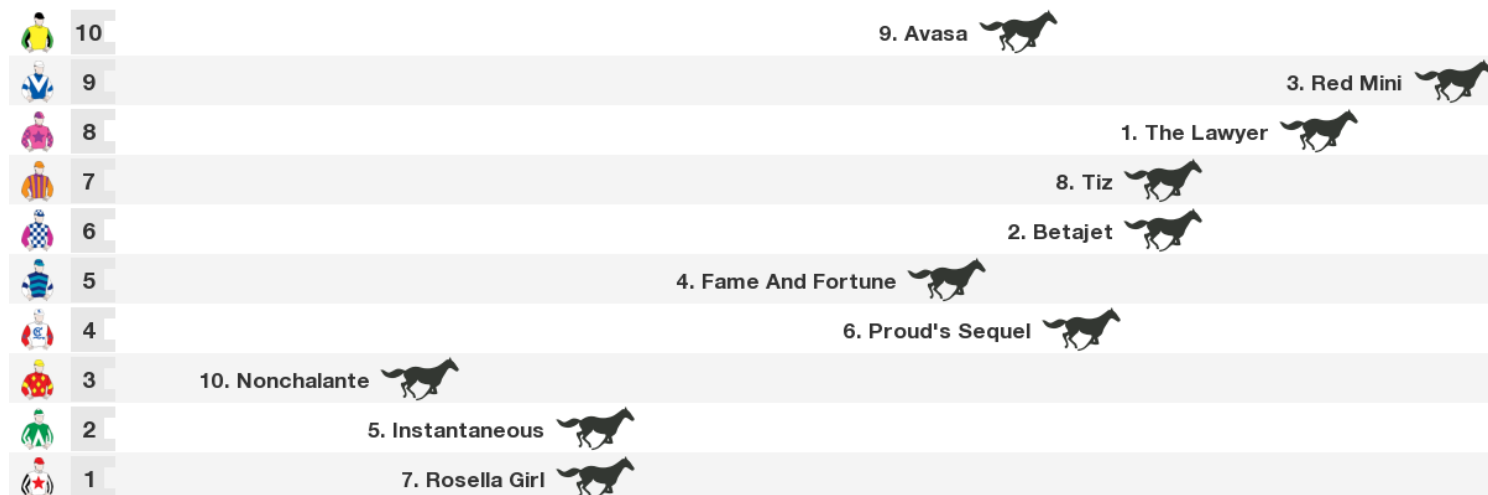 10 9. Avasa
9 3. Red Mini
8 1. The Lawyer
7 8. Tiz
6 2. Betajet
5 4. Fame And Fortune
4 6. Proud's Sequel
3 10. Nonchalante
2 5. Instantaneous
1 7. Rosella Girl